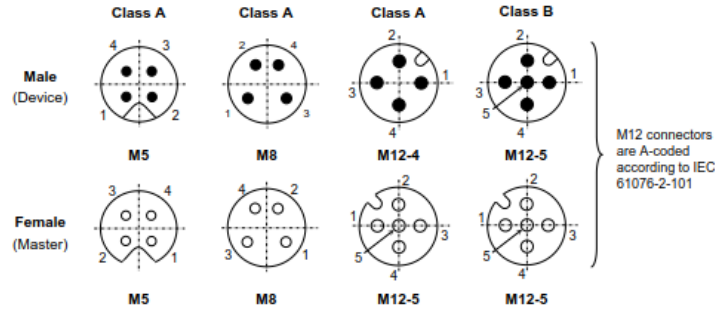 Class A Class A Class A Class B
4 3 2 4 2 2
Male
(Device)
1 1
3 3
1 2 1 3 5
4 4
M5 M8 M12-4 M12-5
M12 connectors
are A-coded
according to IEC
61076-2-101
3 4 4 2 2 2
Female
(Master)
1 1
3 3
2 1 3 1 5 5
4 4
M5 M8 M12-5 M12-5